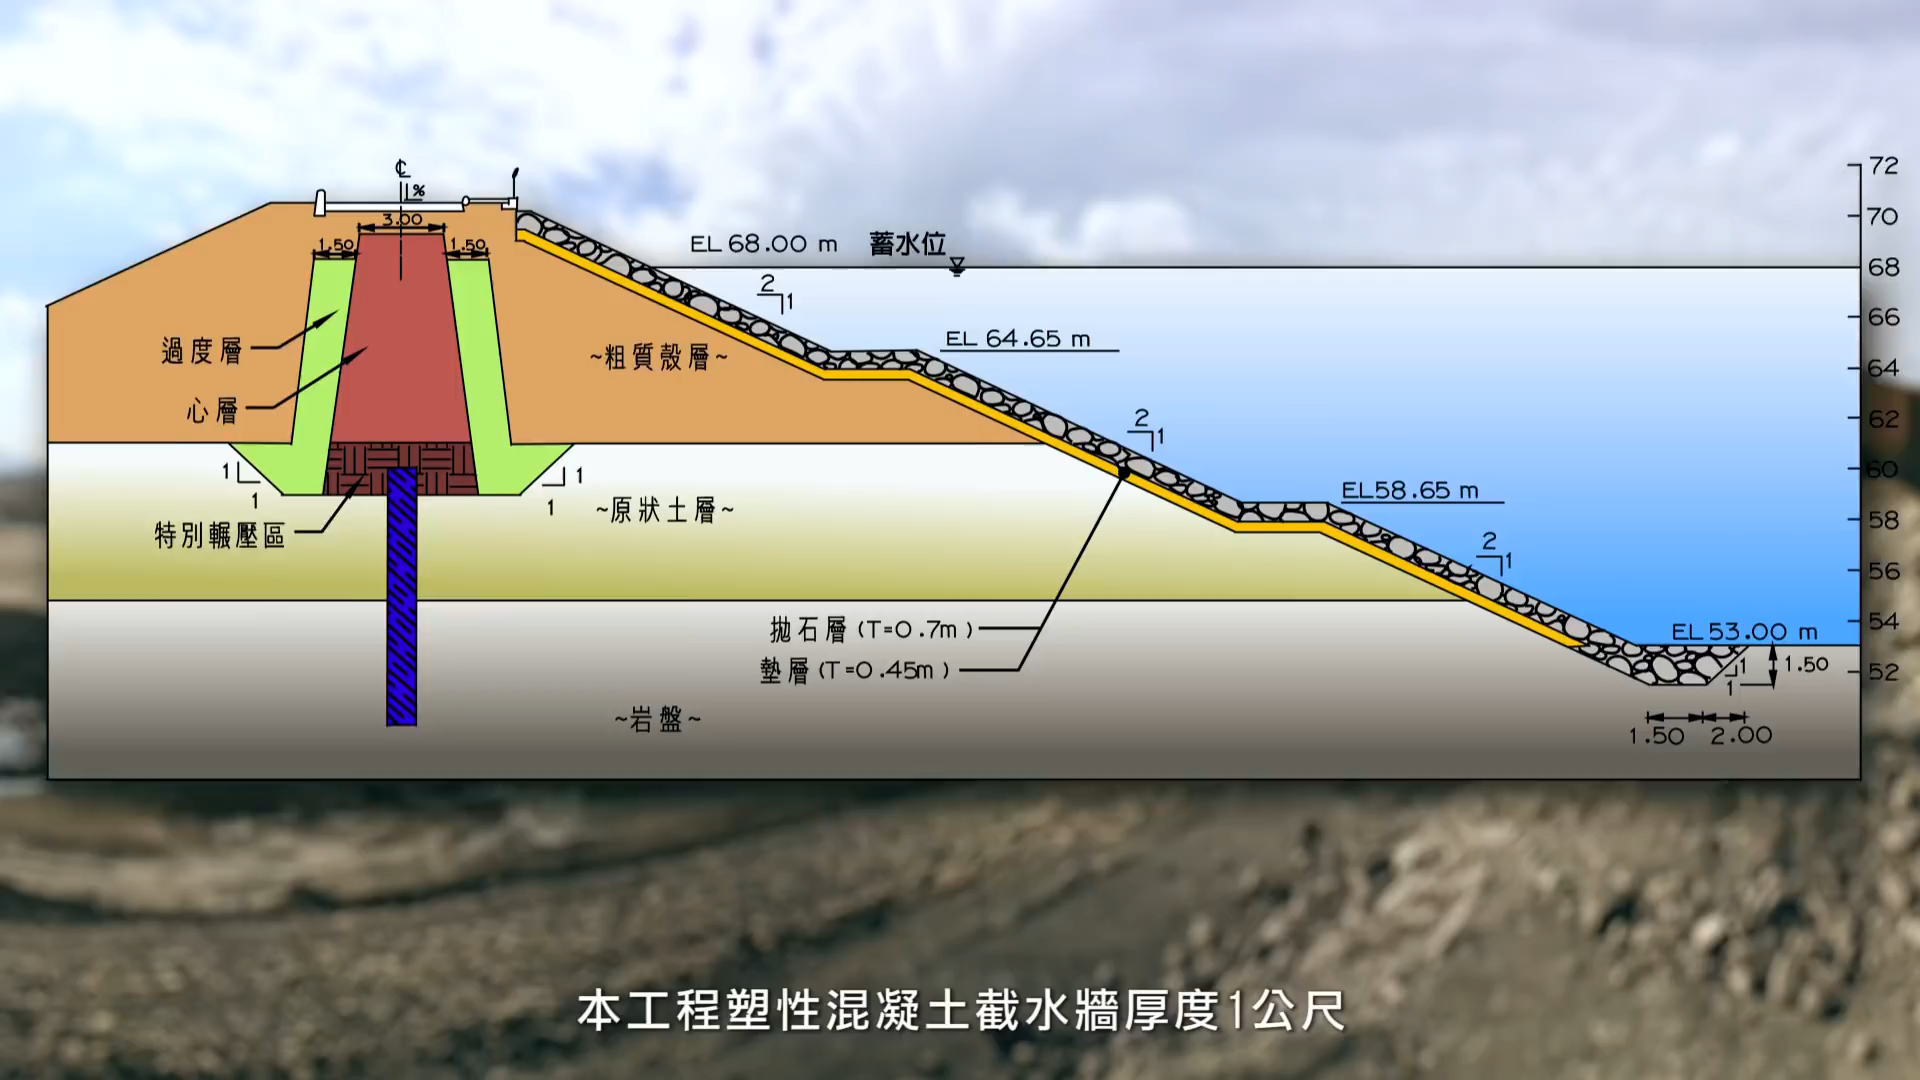 ℄
%
3.00
1.50
1.50
72
70
68
66
64
62
60
58
56
54
52
EL 68.00 m 蓄水位
2
1
EL 64.65 m
過度層
~粗質殼層~
心層
2
1
1
1
1
1
EL58.65 m
~原狀土層~
特別輾壓區
2
1
拋石層 (T=0.7m)
EL 53.00 m
墊層 (T=0.45m)
1
1
1.50
~岩盤~
1.50 2.00
本工程塑性混凝土截水牆厚度1公尺